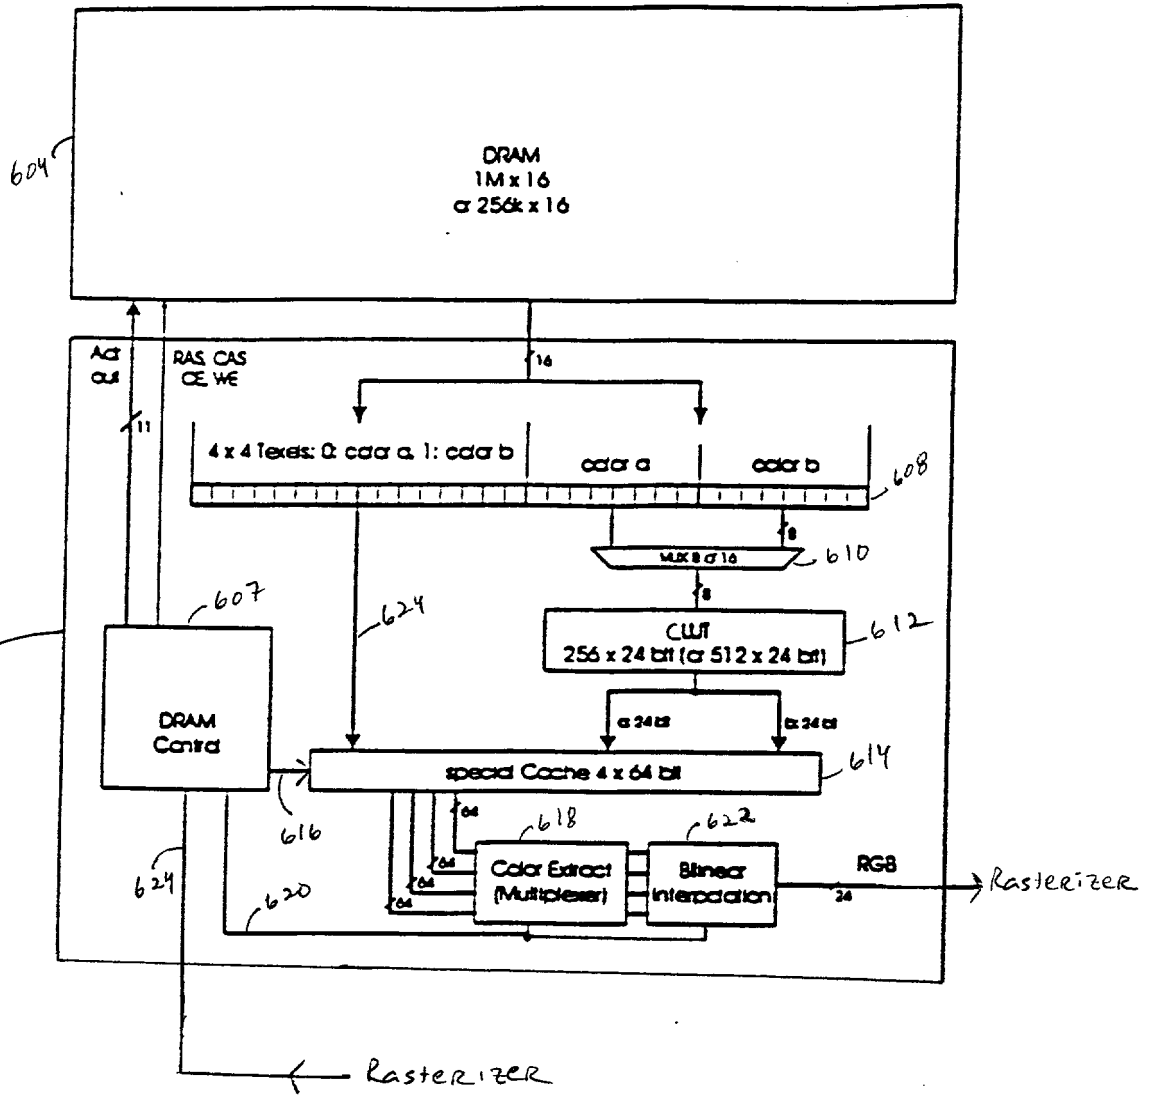 604
DRAM
1M x 16
or 256k x 16
Adr
out
RAS, CAS
OE, WE
16
11
4 x 4 Texels: 0: color a, 1: color b
color a
color b
608
8
MUX 8 or 16
610
8
607
624
CLUT
256 x 24 bit (or 512 x 24 bit)
612
a: 24 bit
b: 24 bit
DRAM
Control
special Cache 4 x 64 bit
614
616
64
64
64
64
618
622
Color Extract
(Multiplexer)
Bilinear
Interpolation
RGB
24
Rasterizer
624
620
Rasterizer